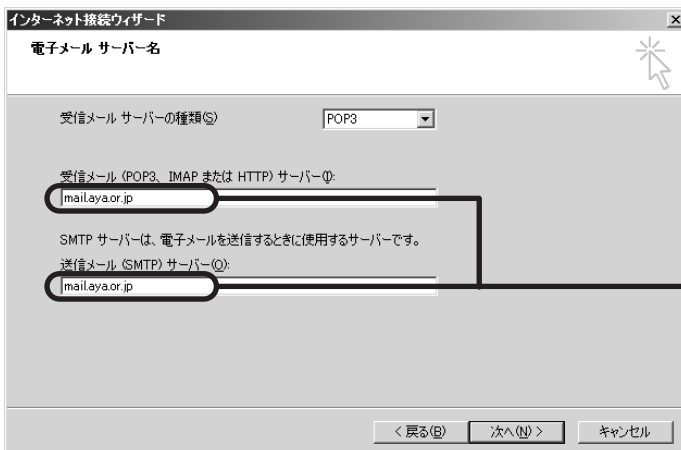 インターネット接続ウィザード
電子メール サーバー名
受信メール サーバーの種類(S) POP3
受信メール (POP3、IMAP または HTTP) サーバー(I):
mail.aya.or.jp
SMTP サーバーは、電子メールを送信するときに使用するサーバーです。
送信メール (SMTP) サーバー(O):
mail.aya.or.jp
< 戻る(B) 次へ(N) > キャンセル